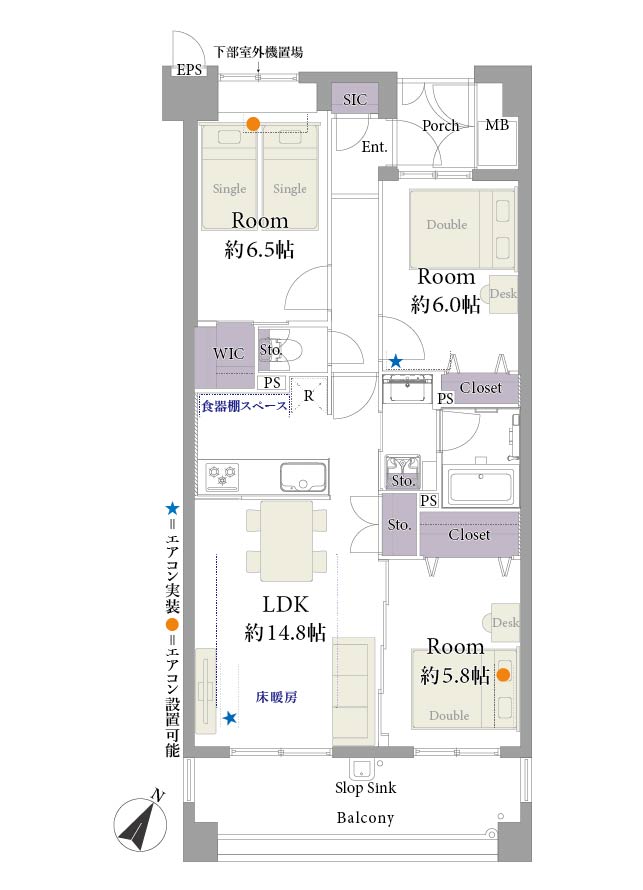 下部室外機置場
EPS
SIC
Ent.
Porch
MB
Single
Single
Room
約6.5帖
Double
Room
約6.0帖
Desk
WIC
Sto.
PS
R
食器棚スペース
PS
Closet
Sto.
PS
Sto.
Closet
★=エアコン実装
●=エアコン設置可能
LDK
約14.8帖
床暖房
Desk
Room
約5.8帖
Double
Slop Sink
Balcony
N